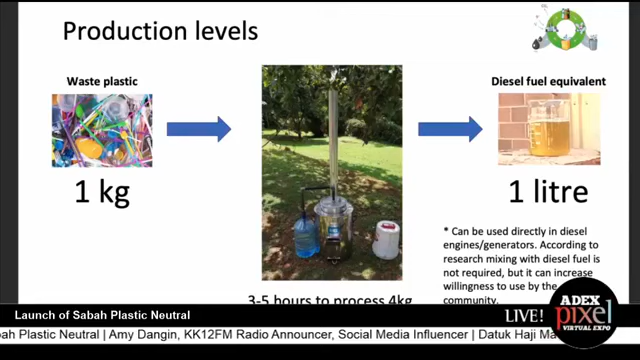 Production levels
Waste plastic
1 kg
3-5 hours to process 4kg
Diesel fuel equivalent
1 litre
* Can be used directly in diesel
engines/generators. According to
research mixing with diesel fuel is
not required, but it can increase
willingness to use by the
community.
Launch of Sabah Plastic Neutral
LIVE!
ADEX
pixel
VIRTUAL EXPO
bah Plastic Neutral | Amy Dangin, KK12FM Radio Announcer, Social Media Influencer | Datuk Haji Ma